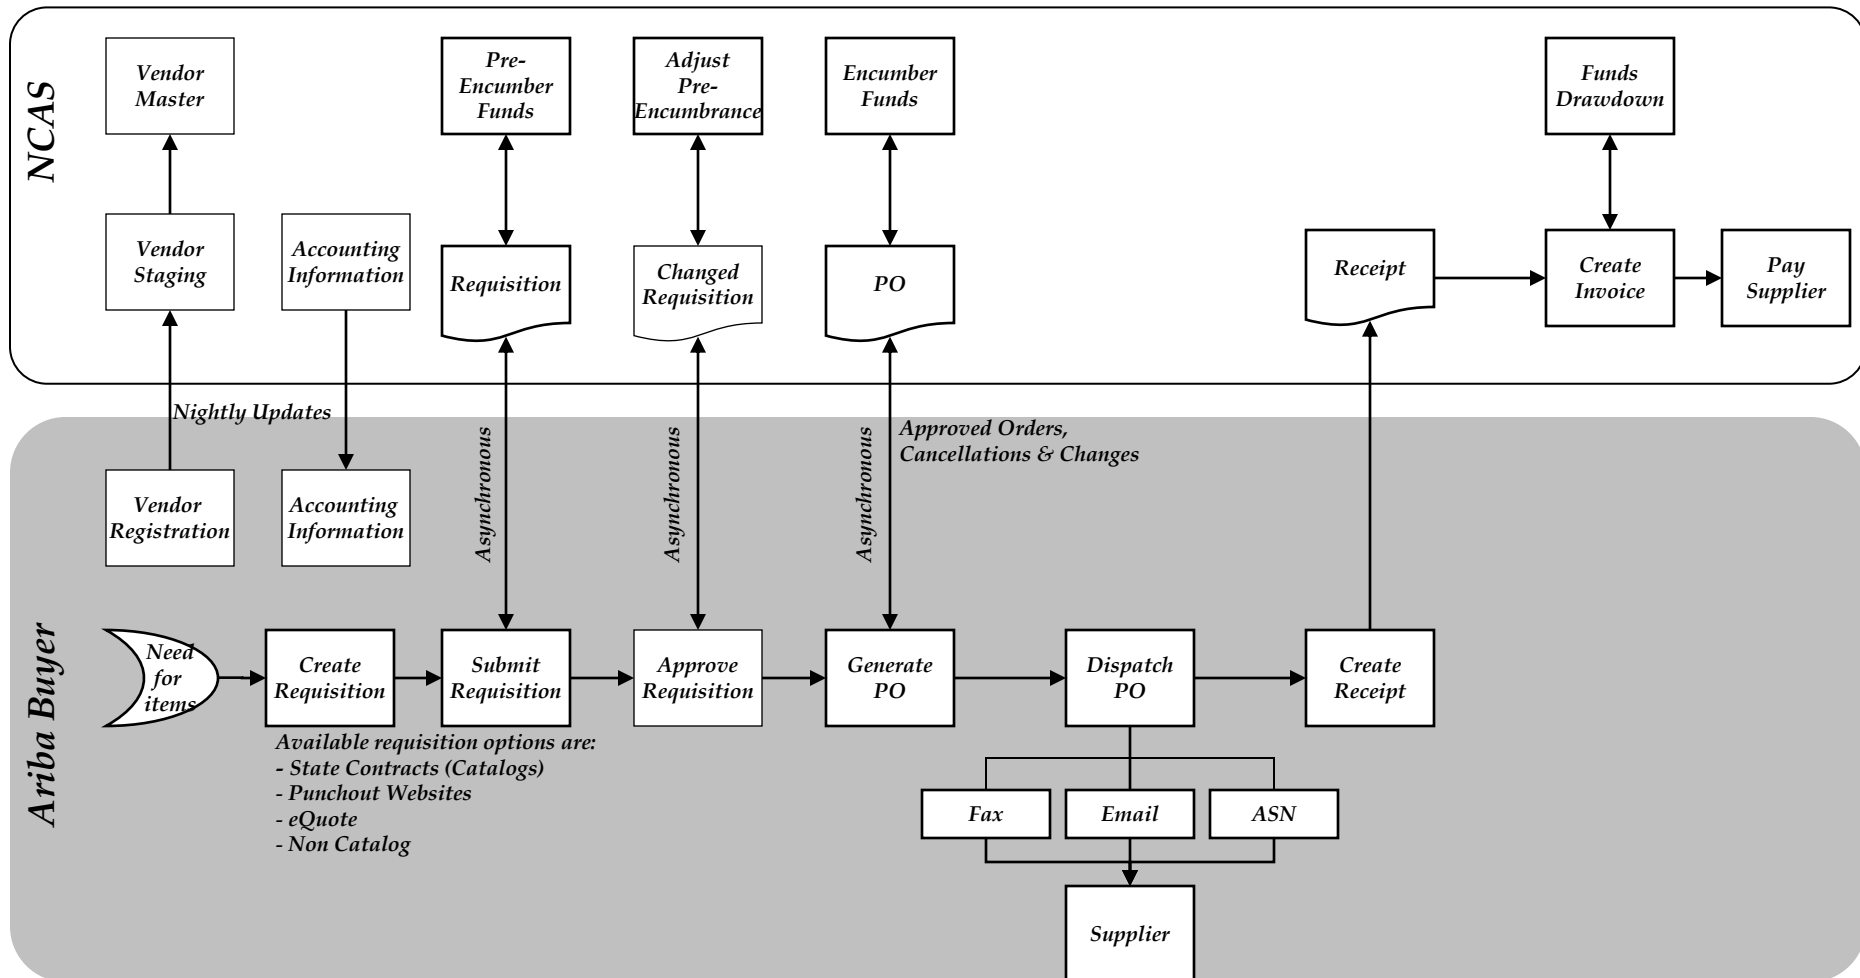 NCAS
Vendor
Master
Pre-
Encumber
Funds
Adjust
Pre-
Encumbrance
Encumber
Funds
Funds
Drawdown
Vendor
Staging
Accounting
Information
Requisition
Changed
Requisition
PO
Receipt
Create
Invoice
Pay
Supplier
Nightly Updates
Asynchronous
Asynchronous
Asynchronous
Approved Orders,
Cancellations & Changes
Vendor
Registration
Accounting
Information
Ariba Buyer
Need
for
items
Create
Requisition
Submit
Requisition
Approve
Requisition
Generate
PO
Dispatch
PO
Create
Receipt
Available requisition options are:
- State Contracts (Catalogs)
- Punchout Websites
- eQuote
- Non Catalog
Fax
Email
ASN
Supplier